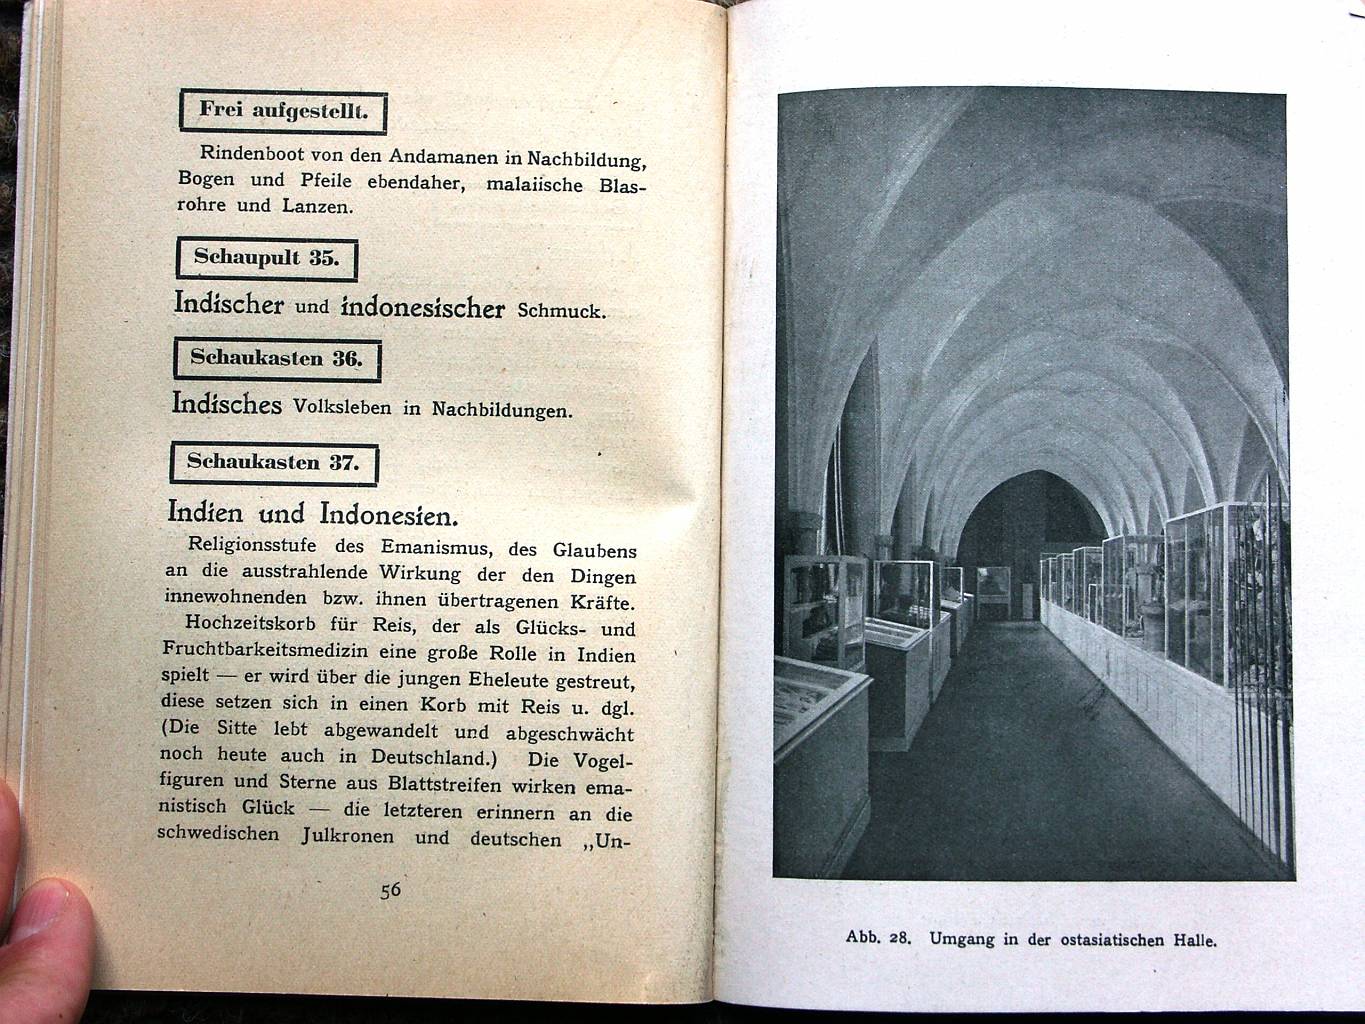 Frei aufgestellt.
Rindenboot von den Andamanen in Nachbildung,
Bogen und Pfeile ebendaher, malaiische Blas-
rohre und Lanzen.
Schaupult 35.
Indischer und indonesischer Schmuck.
Schaukasten 36.
Indisches Volksleben in Nachbildungen.
Schaukasten 37.
Indien und Indonesien.
Religionsstufe des Emanismus, des Glaubens
an die ausstrahlende Wirkung der den Dingen
innewohnenden bzw. ihnen übertragenen Kräfte.
Hochzeitskorb für Reis, der als Glücks- und
Fruchtbarkeitsmedizin eine große Rolle in Indien
spielt — er wird über die jungen Eheleute gestreut,
diese setzen sich in einen Korb mit Reis u. dgl.
(Die Sitte lebt abgewandelt und abgeschwächt
noch heute auch in Deutschland.) Die Vogel-
figuren und Sterne aus Blattstreifen wirken ema-
nistisch Glück — die letzteren erinnern an die
schwedischen Julkronen und deutschen „Un-
56
Abb. 28. Umgang in der ostasiatischen Halle.